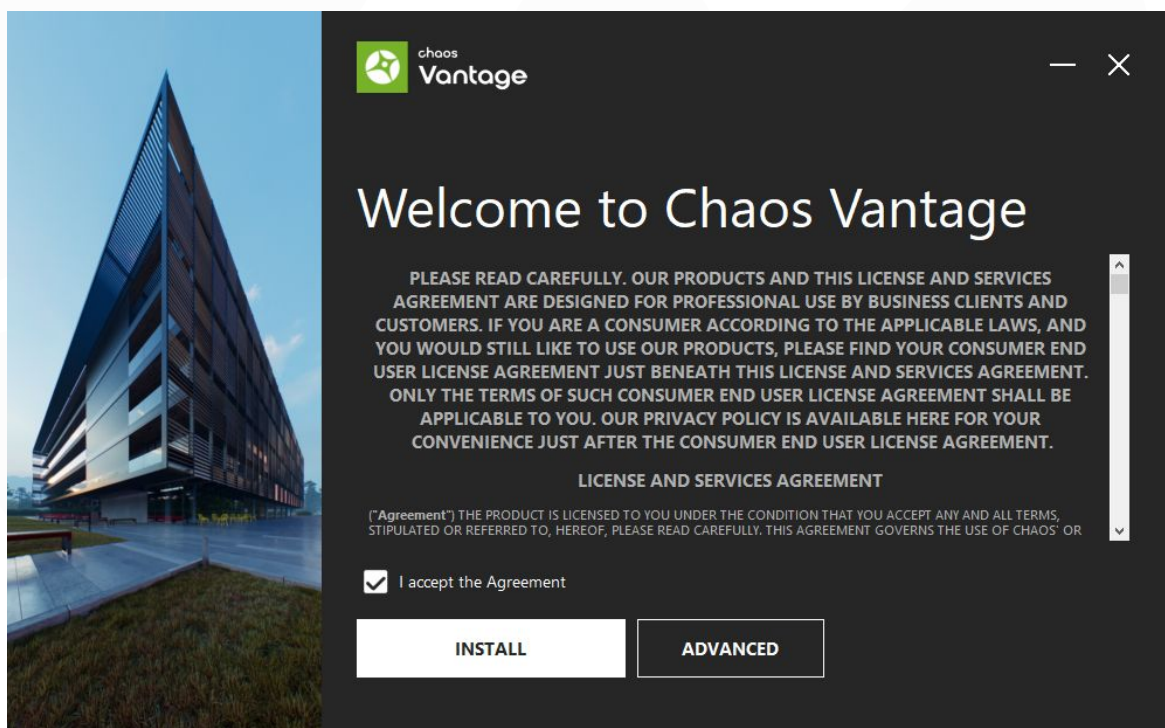 chaos
Vantage
Welcome to Chaos Vantage
PLEASE READ CAREFULLY. OUR PRODUCTS AND THIS LICENSE AND SERVICES
AGREEMENT ARE DESIGNED FOR PROFESSIONAL USE BY BUSINESS CLIENTS AND
CUSTOMERS. IF YOU ARE A CONSUMER ACCORDING TO THE APPLICABLE LAWS, AND
YOU WOULD STILL LIKE TO USE OUR PRODUCTS, PLEASE FIND YOUR CONSUMER END
USER LICENSE AGREEMENT JUST BENEATH THIS LICENSE AND SERVICES AGREEMENT.
ONLY THE TERMS OF SUCH CONSUMER END USER LICENSE AGREEMENT SHALL BE
APPLICABLE TO YOU. OUR PRIVACY POLICY IS AVAILABLE HERE FOR YOUR
CONVENIENCE JUST AFTER THE CONSUMER END USER LICENSE AGREEMENT.
LICENSE AND SERVICES AGREEMENT
("Agreement") THE PRODUCT IS LICENSED TO YOU UNDER THE CONDITION THAT YOU ACCEPT ANY AND ALL TERMS,
STIPULATED OR REFERRED TO, HEREOF, PLEASE READ CAREFULLY. THIS AGREEMENT GOVERNS THE USE OF CHAOS' OR
I accept the Agreement
INSTALL
ADVANCED